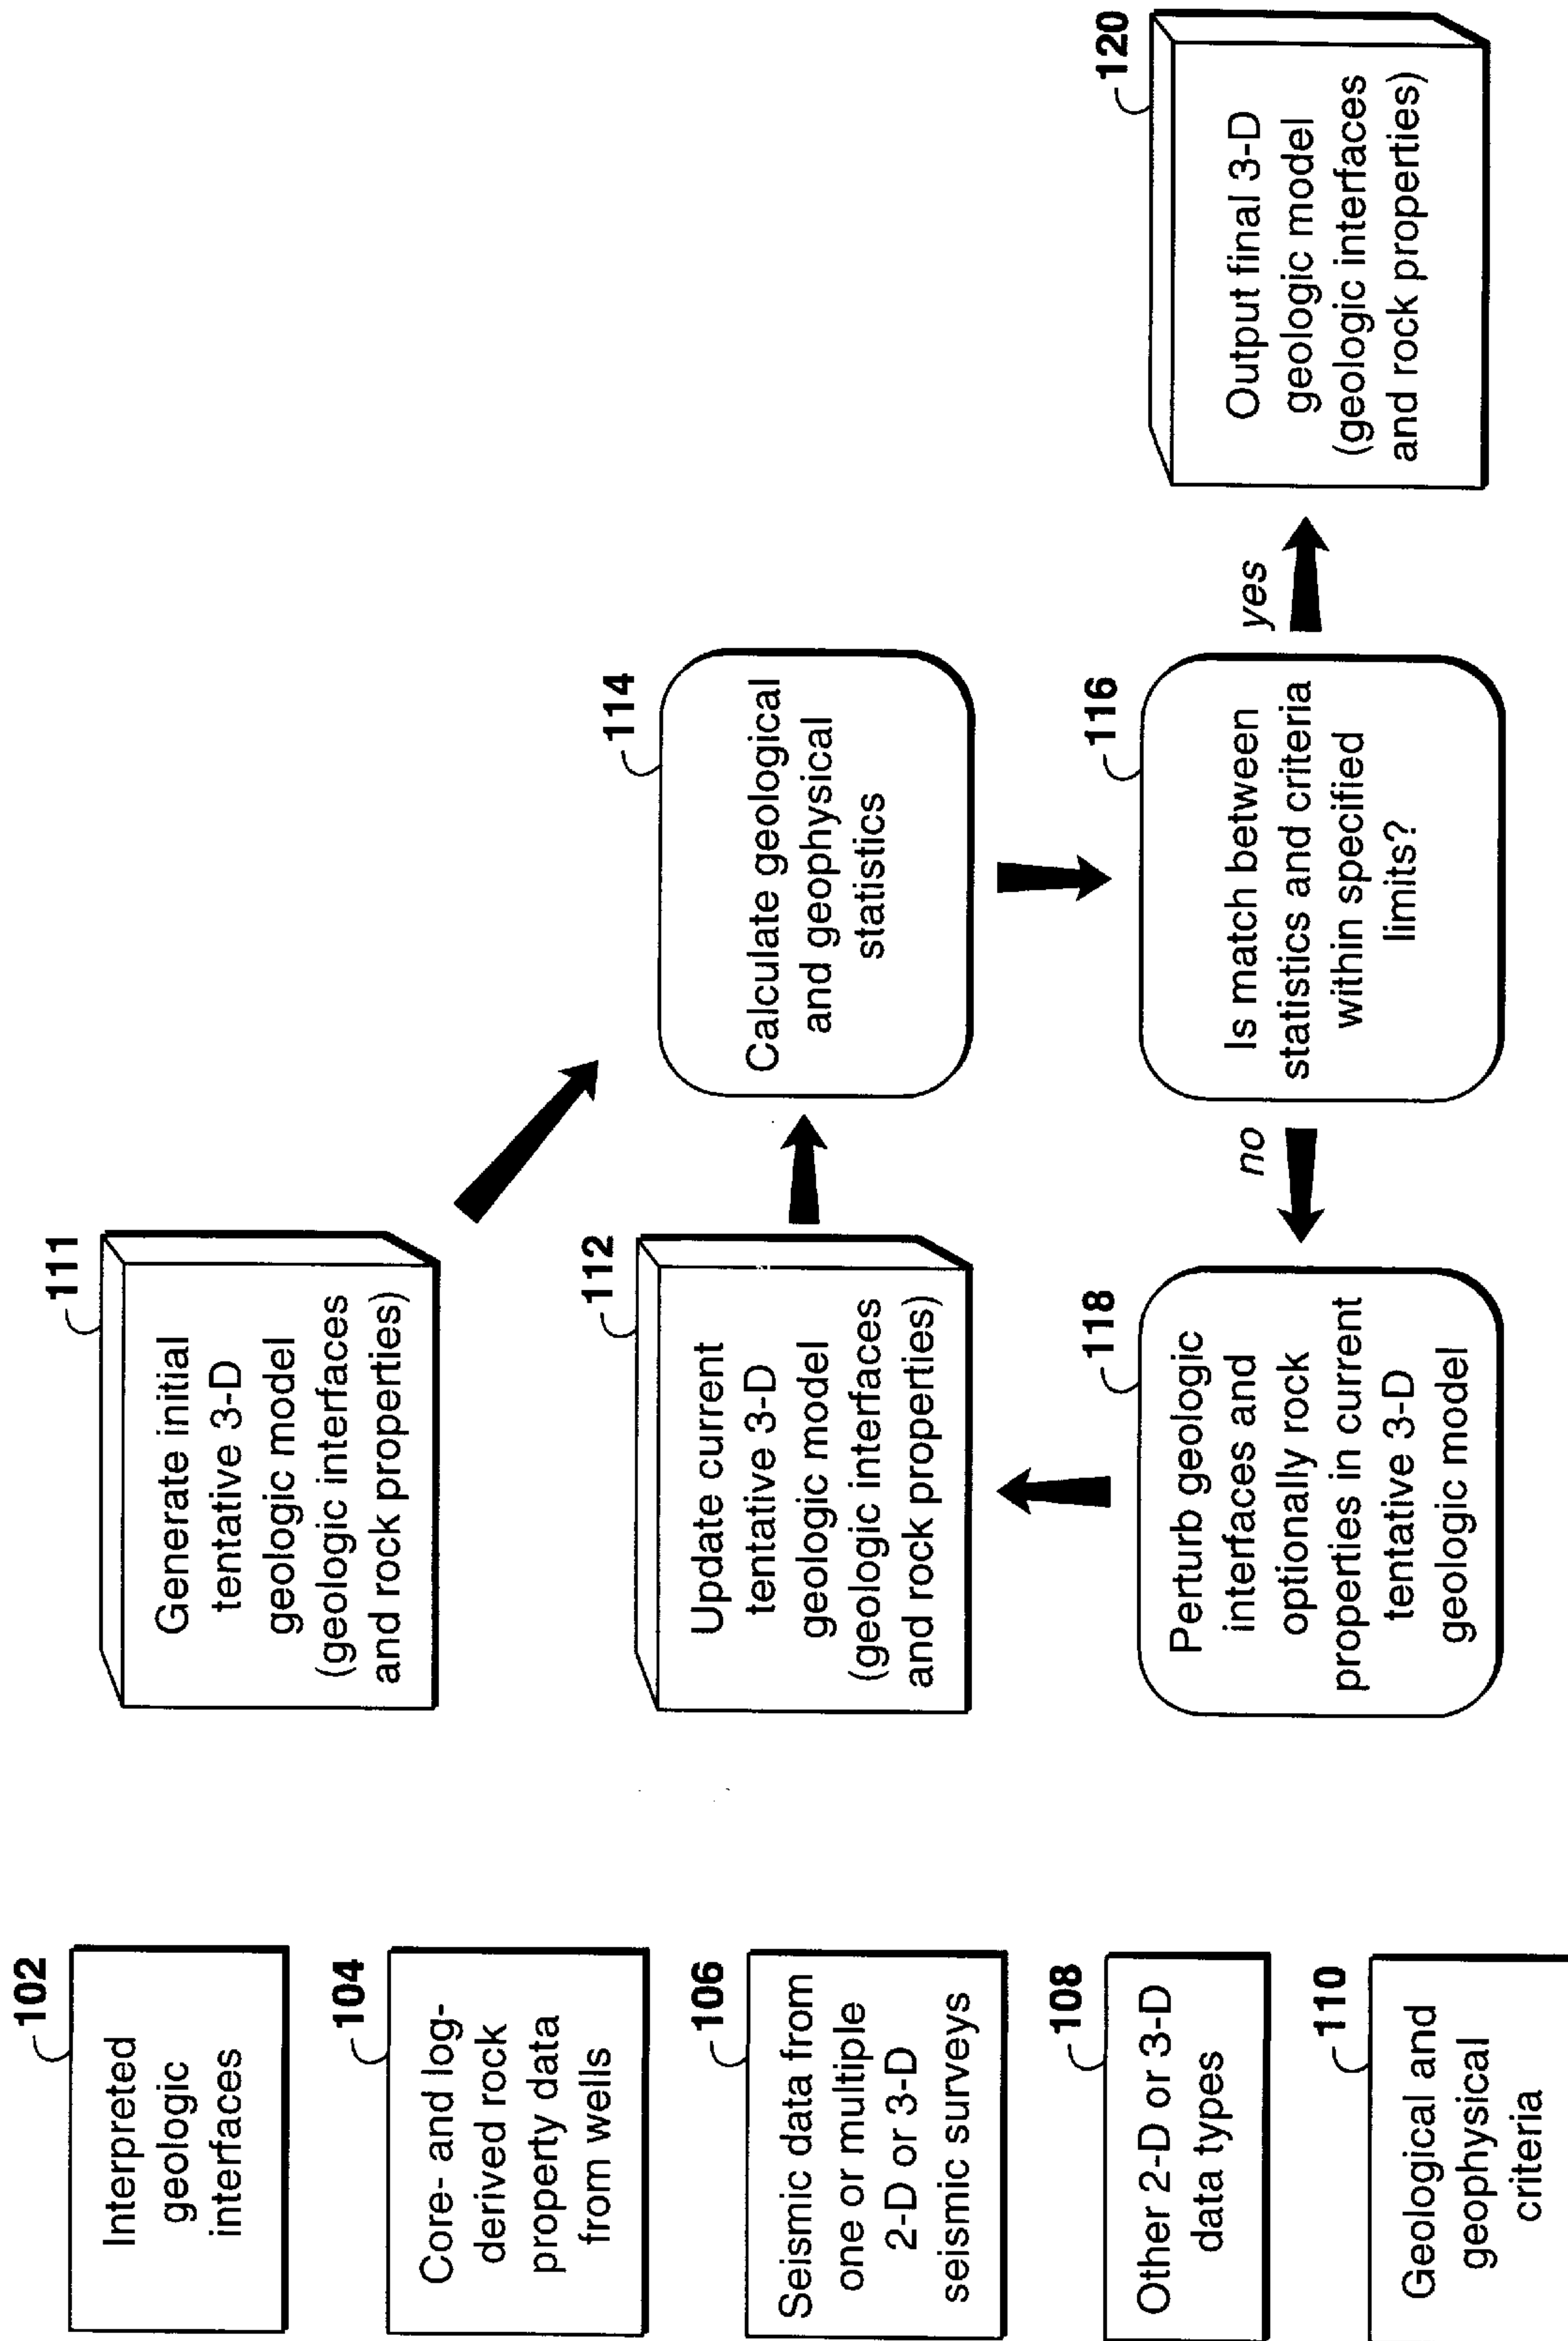 102
Interpreted
geologic
interfaces
104
Core- and log-
derived rock
property data
from wells
106
Seismic data from
one or multiple
2-D or 3-D
seismic surveys
108
Other 2-D or 3-D
data types
110
Geological and
geophysical
criteria
111
Generate initial
tentative 3-D
geologic model
(geologic interfaces
and rock properties)
112
Update current
tentative 3-D
geologic model
(geologic interfaces
and rock properties)
118
Perturb geologic
interfaces and
optionally rock
properties in current
tentative 3-D
geologic model
114
Calculate geological
and geophysical
statistics
116
Is match between
statistics and criteria
within specified
limits?
no
yes
120
Output final 3-D
geologic model
(geologic interfaces
and rock properties)